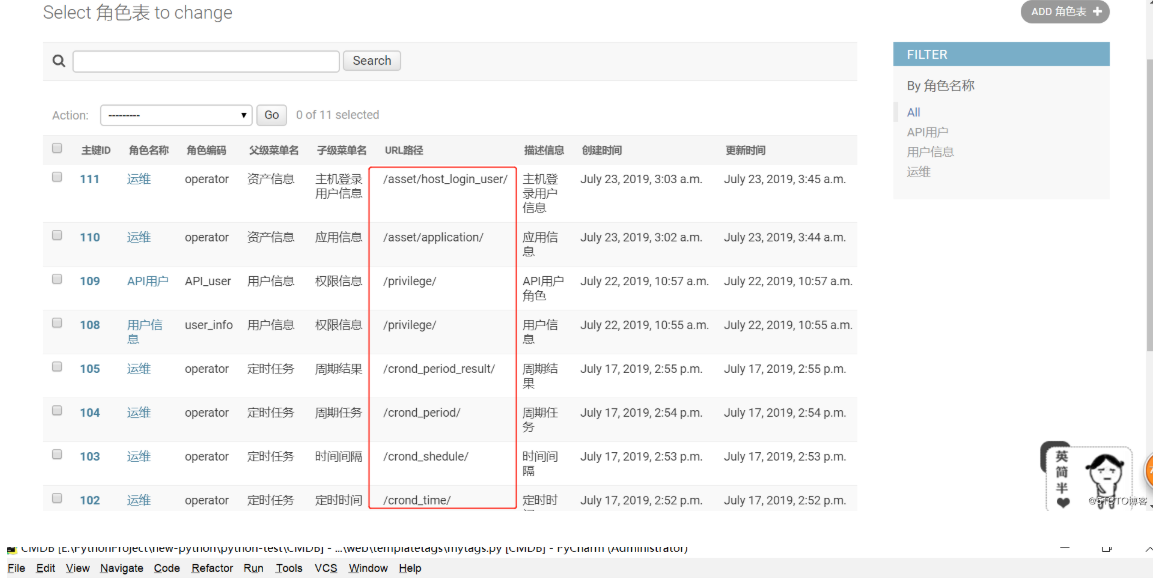 Select 角色表 to change
ADD 角色表 +
Search
FILTER
By 角色名称
All
API用户
用户信息
运维
Action: --------- Go 0 of 11 selected
主键ID 角色名称 角色编码 父级菜单名 子级菜单名 URL路径 描述信息 创建时间 更新时间
111 运维 operator 资产信息 主机登录 /asset/host_login_user/ 主机登 July 23, 2019, 3:03 a.m. July 23, 2019, 3:45 a.m.
用户信息 录用户
信息
110 运维 operator 资产信息 应用信息 /asset/application/ 应用信 July 23, 2019, 3:02 a.m. July 23, 2019, 3:44 a.m.
息
109 API用户 API_user 用户信息 权限信息 /privilege/ API用户 July 22, 2019, 10:57 a.m. July 22, 2019, 10:57 a.m.
角色
108 用户信 user_info 用户信息 权限信息 /privilege/ 用户信 July 22, 2019, 10:55 a.m. July 22, 2019, 10:55 a.m.
息 息
105 运维 operator 定时任务 周期结果 /crond_period_result/ 周期结 July 17, 2019, 2:55 p.m. July 17, 2019, 2:55 p.m.
果
104 运维 operator 定时任务 周期任务 /crond_period/ 周期任 July 17, 2019, 2:54 p.m. July 17, 2019, 2:54 p.m.
务
103 运维 operator 定时任务 时间间隔 /crond_shedule/ 时间间 July 17, 2019, 2:53 p.m. July 17, 2019, 2:53 p.m.
隔
102 运维 operator 定时任务 定时时间 /crond_time/ 定时时 July 17, 2019, 2:52 p.m. July 17, 2019, 2:52 p.m.
英
简
半
@51CTO博客
CMDB [E:\PythonProject\new-python\python-test\CMDB] - ...\web\templatetags\mytags.py [CMDB] - PyCharm (Administrator)
File Edit View Navigate Code Refactor Run Tools VCS Window Help